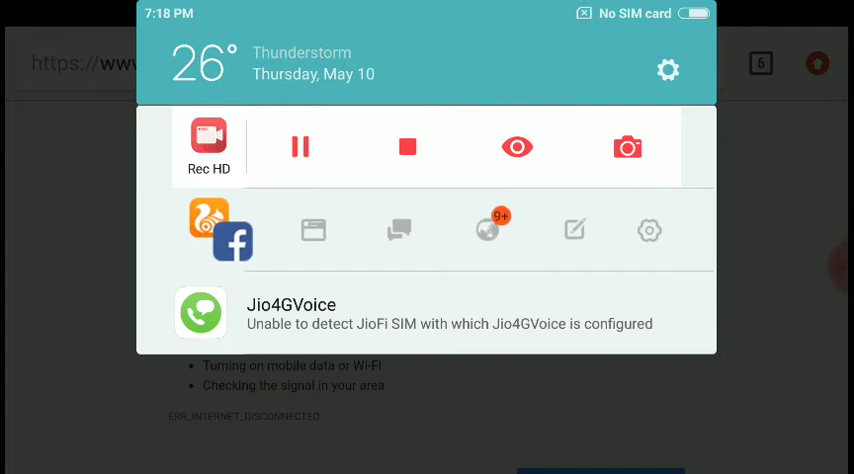 7:18 PM
No SIM card
26°
Thunderstorm
Thursday, May 10
https://www
6
Rec HD
9+
Jio4GVoice
Unable to detect JioFi SIM with which Jio4GVoice is configured
• Turning on mobile data or Wi-Fi
• Checking the signal in your area
ERR_INTERNET_DISCONNECTED